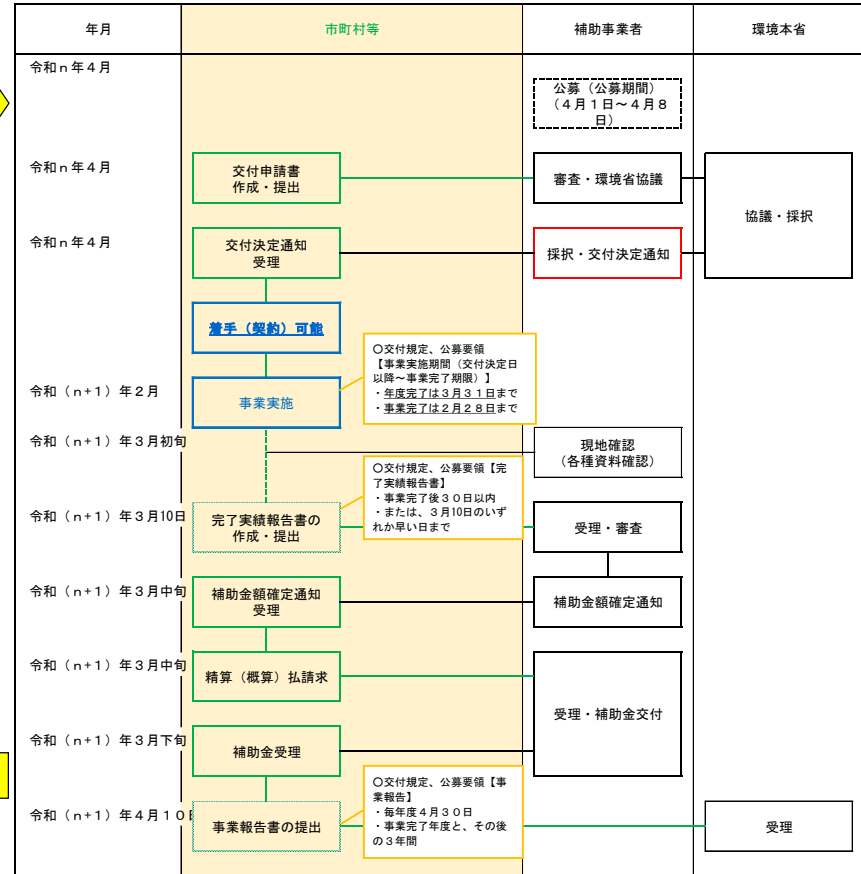 年月
市町村等
補助事業者
環境本省
令和ｎ年４月
公募（公募期間）
（４月１日～４月８
日）
令和ｎ年４月
交付申請書
作成・提出
審査・環境省協議
協議・採択
令和ｎ年４月
交付決定通知
受理
採択・交付決定通知
着手（契約）可能
〇交付規定、公募要領
【事業実施期間（交付決定日
以降～事業完了期限）】
・年度完了は３月３１日まで
・事業完了は２月２８日まで
令和（ｎ+１）年２月
事業実施
令和（ｎ+１）年３月初旬
現地確認
（各種資料確認）
〇交付規定、公募要領【完
了実績報告書】
・事業完了後３０日以内
・または、３月10日のいず
れか早い日まで
令和（ｎ+１）年３月10日
完了実績報告書の
作成・提出
受理・審査
令和（ｎ+１）年３月中旬
補助金額確定通知
受理
補助金額確定通知
令和（ｎ+１）年３月中旬
精算（概算）払請求
受理・補助金交付
令和（ｎ+１）年３月下旬
補助金受理
〇交付規定、公募要領【事
業報告】
・毎年度４月３０日
・事業完了年度と、その後
の３年間
令和（ｎ+１）年４月１０日
事業報告書の提出
受理